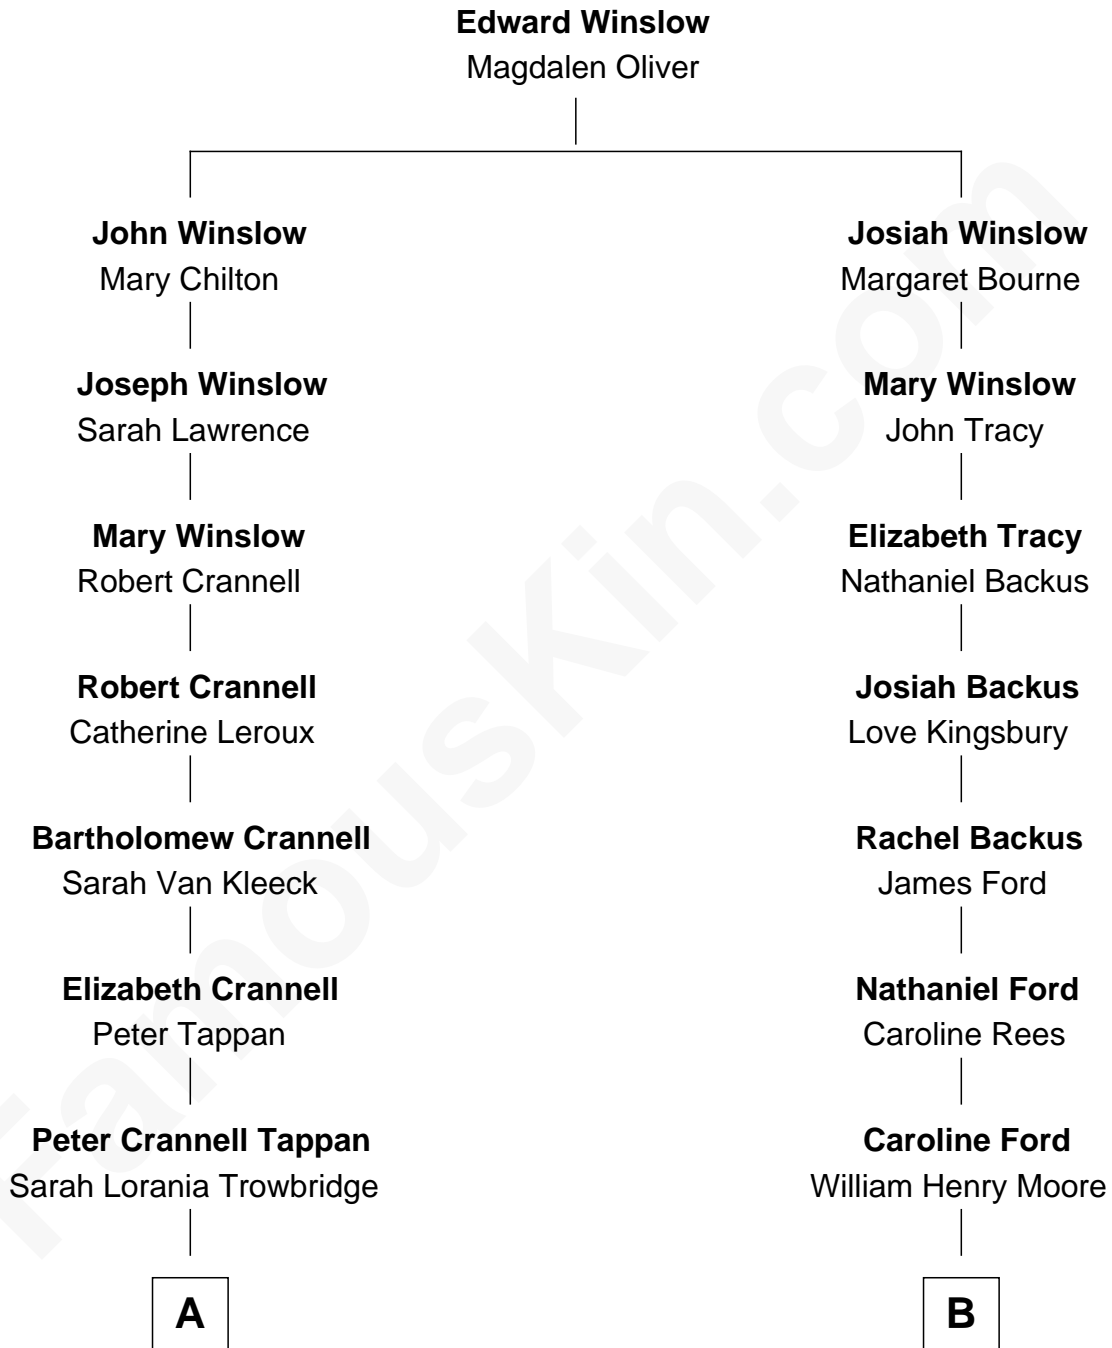 Edward Winslow
Magdalen Oliver
John Winslow
Mary Chilton
Josiah Winslow
Margaret Bourne
Joseph Winslow
Sarah Lawrence
Mary Winslow
John Tracy
Mary Winslow
Robert Crannell
Elizabeth Tracy
Nathaniel Backus
Robert Crannell
Catherine Leroux
Josiah Backus
Love Kingsbury
Bartholomew Crannell
Sarah Van Kleeck
Rachel Backus
James Ford
Elizabeth Crannell
Peter Tappan
Nathaniel Ford
Caroline Rees
Peter Crannell Tappan
Sarah Lorania Trowbridge
Caroline Ford
William Henry Moore
A
B
FamousKin.com